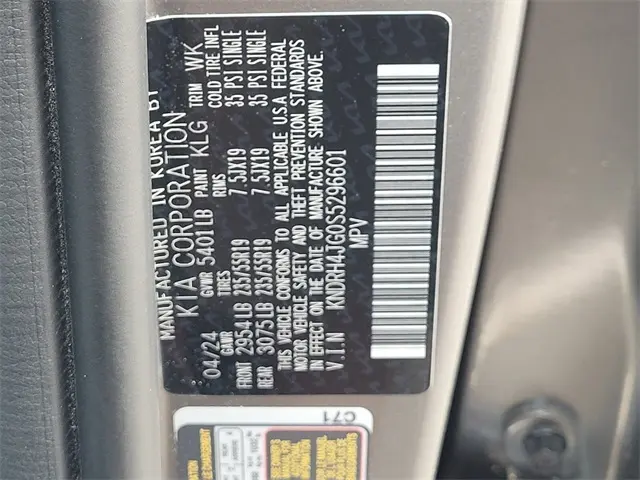 MANUFACTURED IN KOREA BY
KIA CORPORATION
04/24 GVWR 5401LB PAINT KLG TRIM WK
GAWR TIRES RIMS COLD TIRE INFL
FRONT 2954LB 235/55R19 7.5JX19 35 PSI SINGLE
REAR 3075LB 235/55R19 7.5JX19 35 PSI SINGLE
THIS VEHICLE CONFORMS TO ALL APPLICABLE U.S.A FEDERAL
MOTOR VEHICLE SAFETY AND THEFT PREVENTION STANDARDS
IN EFFECT ON THE DATE OF MANUFACTURE SHOWN ABOVE.
V.I.N KNDRH4JG0S5296601
MPV
C71